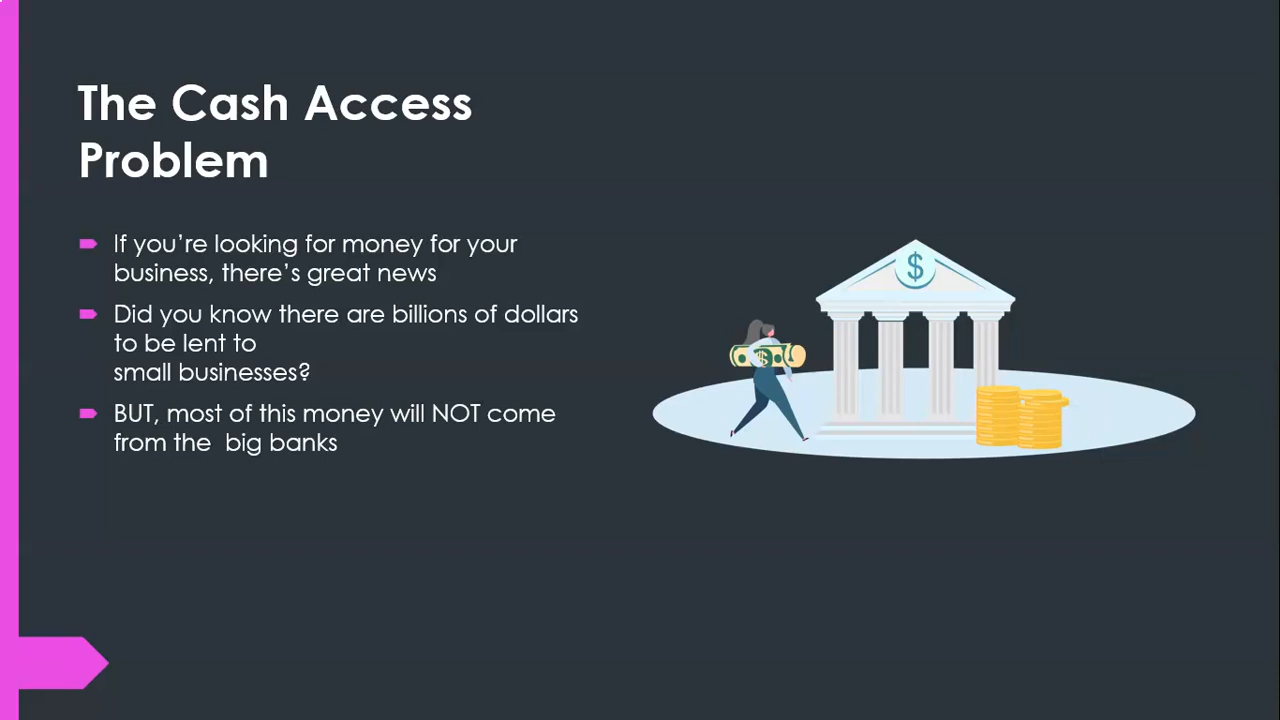 The Cash Access
Problem
If you’re looking for money for your
business, there’s great news
Did you know there are billions of dollars
to be lent to
small businesses?
BUT, most of this money will NOT come
from the  big banks
$
$